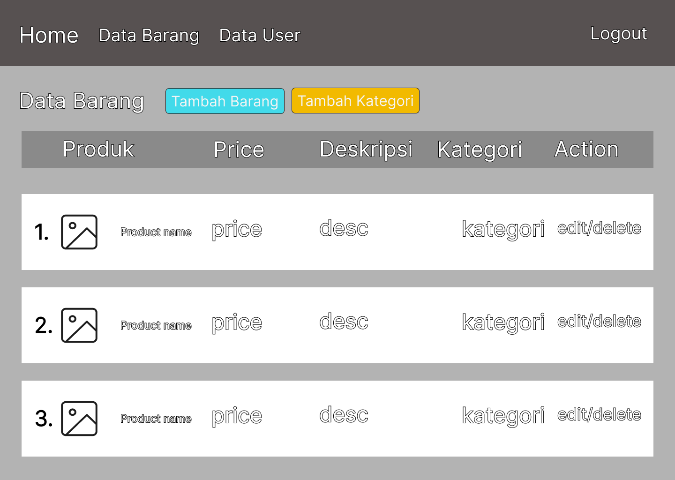 Home Data Barang Data User Logout
Data Barang Tambah Barang Tambah Kategori
Produk Price Deskripsi Kategori Action
1. Product name price desc kategori edit/delete
2. Product name price desc kategori edit/delete
3. Product name price desc kategori edit/delete